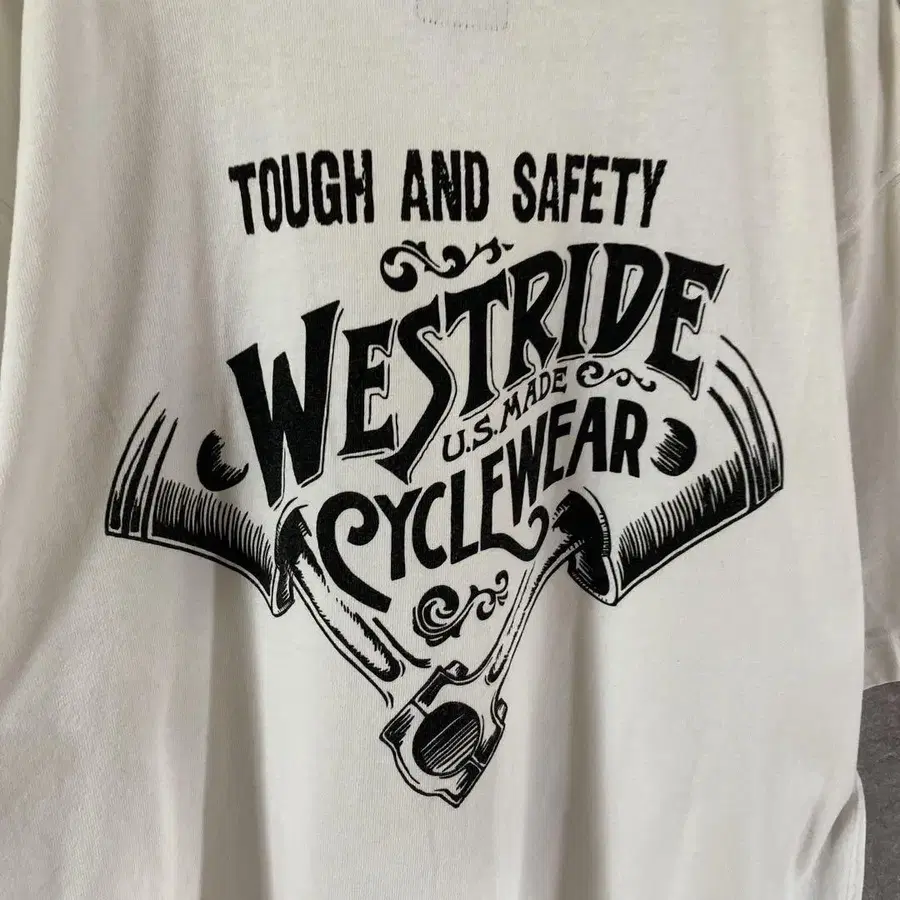 TOUGH AND SAFETY
WESTRIDE
U.S. MADE
CYCLEWEAR